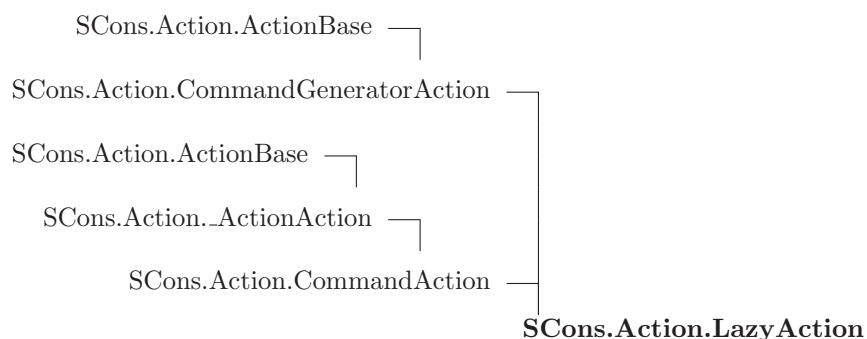 SCons.Action.ActionBase
SCons.Action.CommandGeneratorAction
SCons.Action.ActionBase
SCons.Action._ActionAction
SCons.Action.CommandAction
SCons.Action.LazyAction